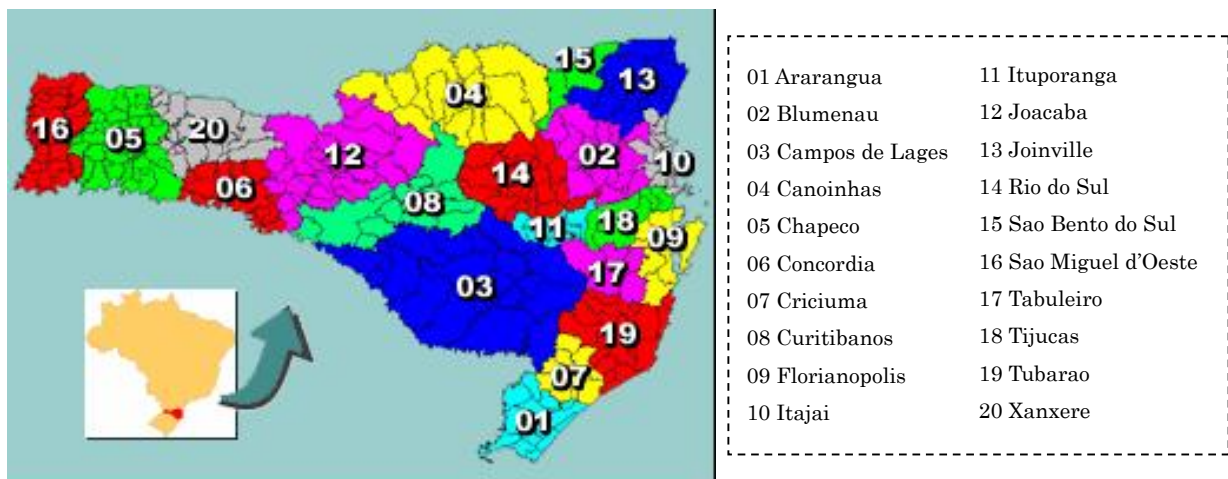 15
13
04
16
05
20
12
02
10
06
14
08
11
18
09
17
03
19
07
01
01 Ararangua
02 Blumenau
03 Campos de Lages
04 Canoinhas
05 Chapeco
06 Concordia
07 Criciuma
08 Curitibanos
09 Florianopolis
10 Itajai
11 Ituporanga
12 Joacaba
13 Joinville
14 Rio do Sul
15 Sao Bento do Sul
16 Sao Miguel d’Oeste
17 Tabuleiro
18 Tijucas
19 Tubarao
20 Xanxere